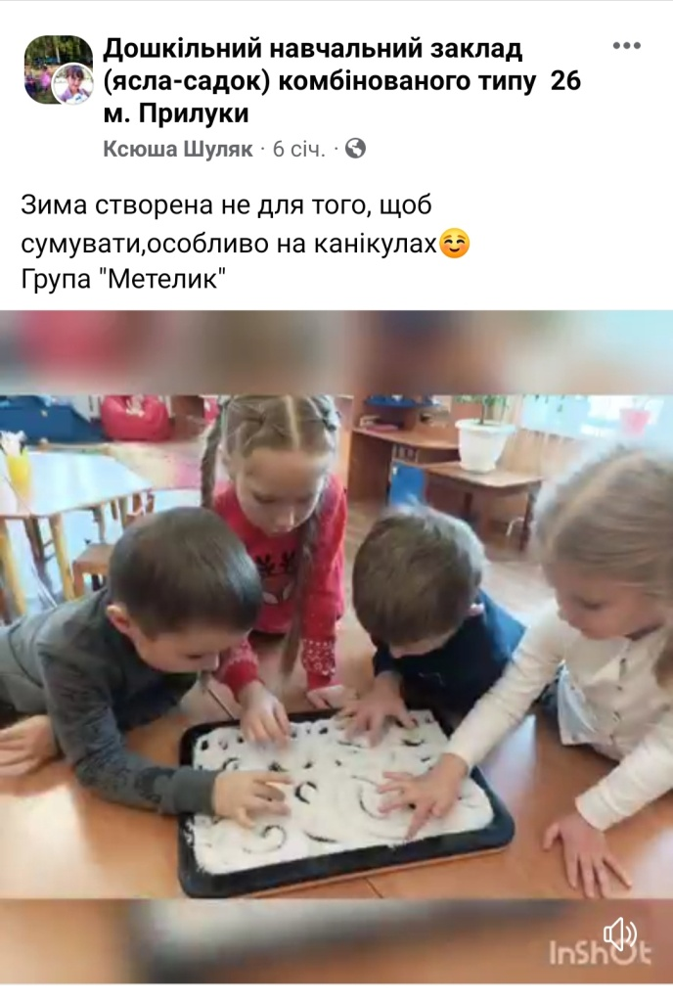 Дошкільний навчальний заклад
(ясла-садок) комбінованого типу 26
м. Прилуки
Ксюша Шуляк · 6 січ. ·
Зима створена не для того, щоб
сумувати,особливо на канікулах😊
Група "Метелик"
InShOt